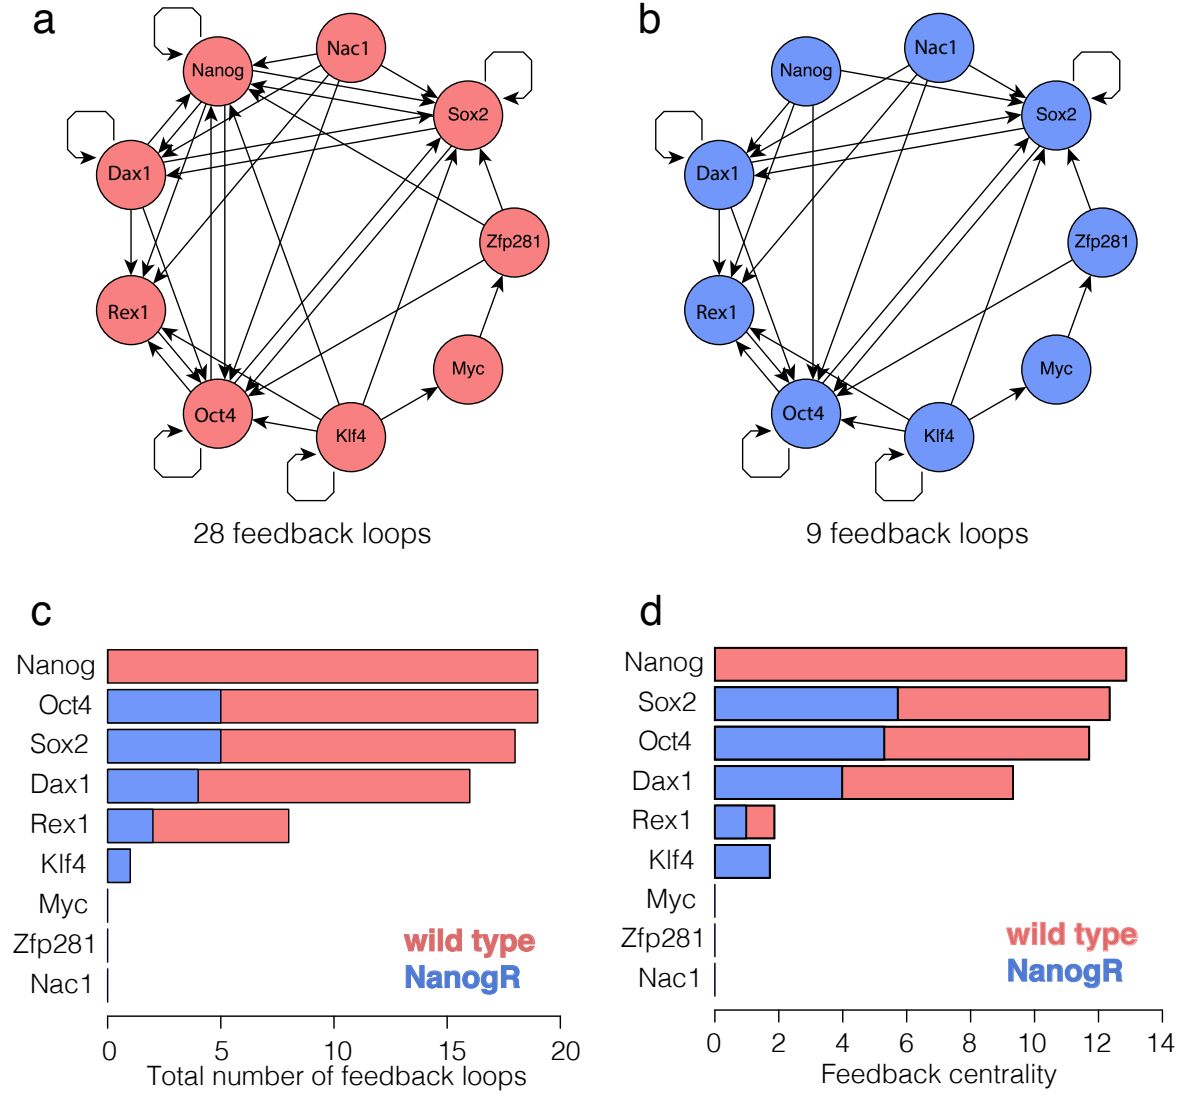 a
Nac1
Nanog
Sox2
Dax1
Zfp281
Rex1
Myc
Oct4
Klf4
28 feedback loops
b
Nac1
Nanog
Sox2
Dax1
Zfp281
Rex1
Myc
Oct4
Klf4
9 feedback loops
c
Nanog
Oct4
Sox2
Dax1
Rex1
Klf4
Myc
Zfp281
Nac1
wild type
NanogR
0 5 10 15 20
Total number of feedback loops
d
Nanog
Sox2
Oct4
Dax1
Rex1
Klf4
Myc
Zfp281
Nac1
wild type
NanogR
0 2 4 6 8 10 12 14
Feedback centrality